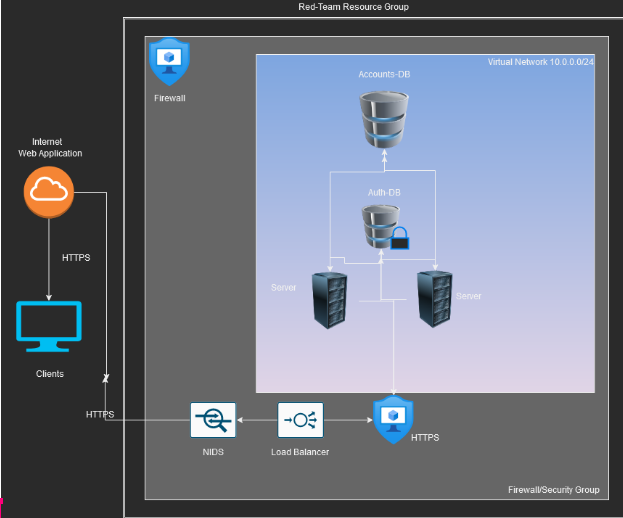 Red-Team Resource Group
Virtual Network 10.0.0.0/24
Accounts-DB
Firewall
Internet
Web Application
Auth-DB
HTTPS
Server
Server
Clients
HTTPS
HTTPS
NIDS
Load Balancer
Firewall/Security Group